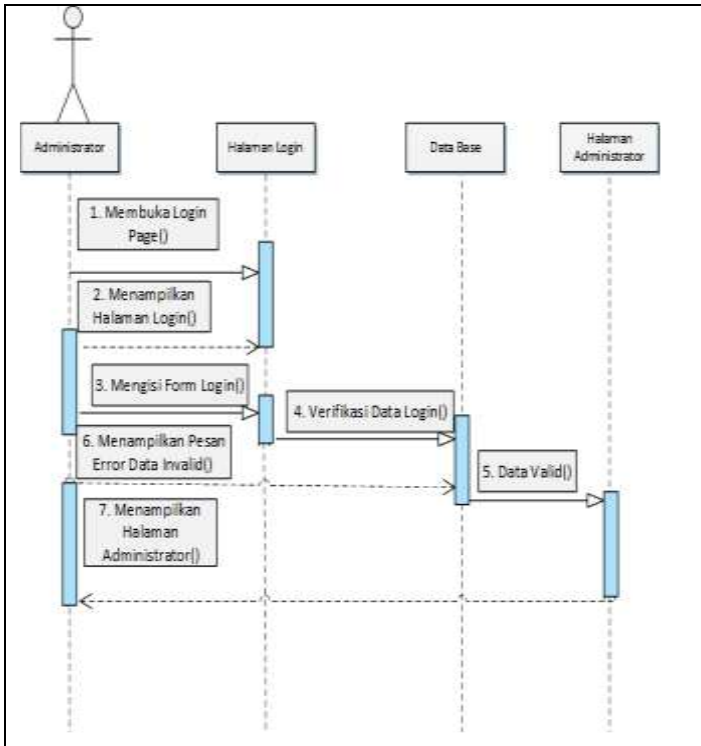 Administrator
Halaman Login
Data Base
Halaman
Administrator
1. Membuka Login
Page()
2. Menampilkan
Halaman Login()
3. Mengisi Form Login()
4. Verifikasi Data Login()
6. Menampilkan Pesan
Error Data Invalid()
5. Data Valid()
7. Menampilkan
Halaman
Administrator()